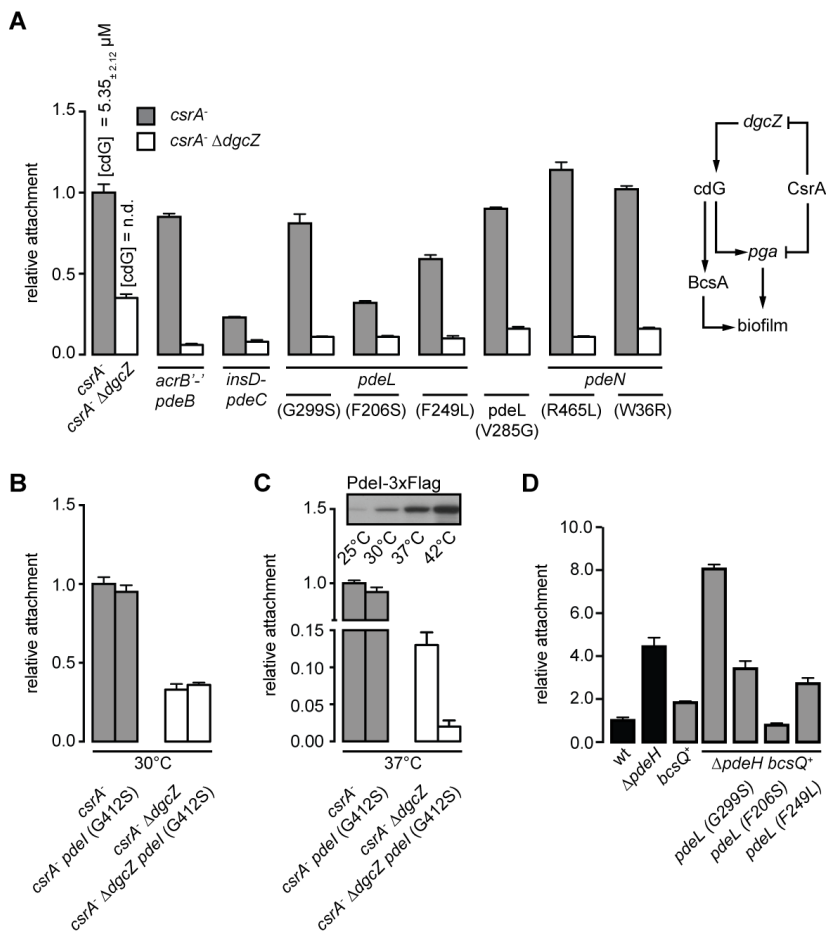 A
[cdG] = 5.35 ± 2.12 µM
[cdG] = n.d.
csrA-
csrA- ΔdgcZ
relative attachment
1.5
1.0
0.5
0.0
csrA-
csrA- ΔdgcZ
acrB'-'
pdeB
insD-
pdeC
pdeL
pdeN
(G299S)
(F206S)
(F249L)
pdeL
(V285G)
(R465L)
(W36R)
dgcZ
cdG
CsrA
pga
BcsA
biofilm
B
relative attachment
1.5
1.0
0.5
0.0
30°C
csrA-
csrA- pdeI (G412S)
csrA- ΔdgcZ
csrA- ΔdgcZ pdeI (G412S)
C
PdeI-3xFlag
25°C
30°C
37°C
42°C
relative attachment
1.5
1.0
0.15
0.10
0.05
0.00
37°C
csrA-
csrA- pdeI (G412S)
csrA- ΔdgcZ
csrA- ΔdgcZ pdeI (G412S)
D
relative attachment
10.0
8.0
6.0
4.0
2.0
0.0
wt
ΔpdeH
bcsQ+
ΔpdeH bcsQ+
pdeL (G299S)
pdeL (F206S)
pdeL (F249L)